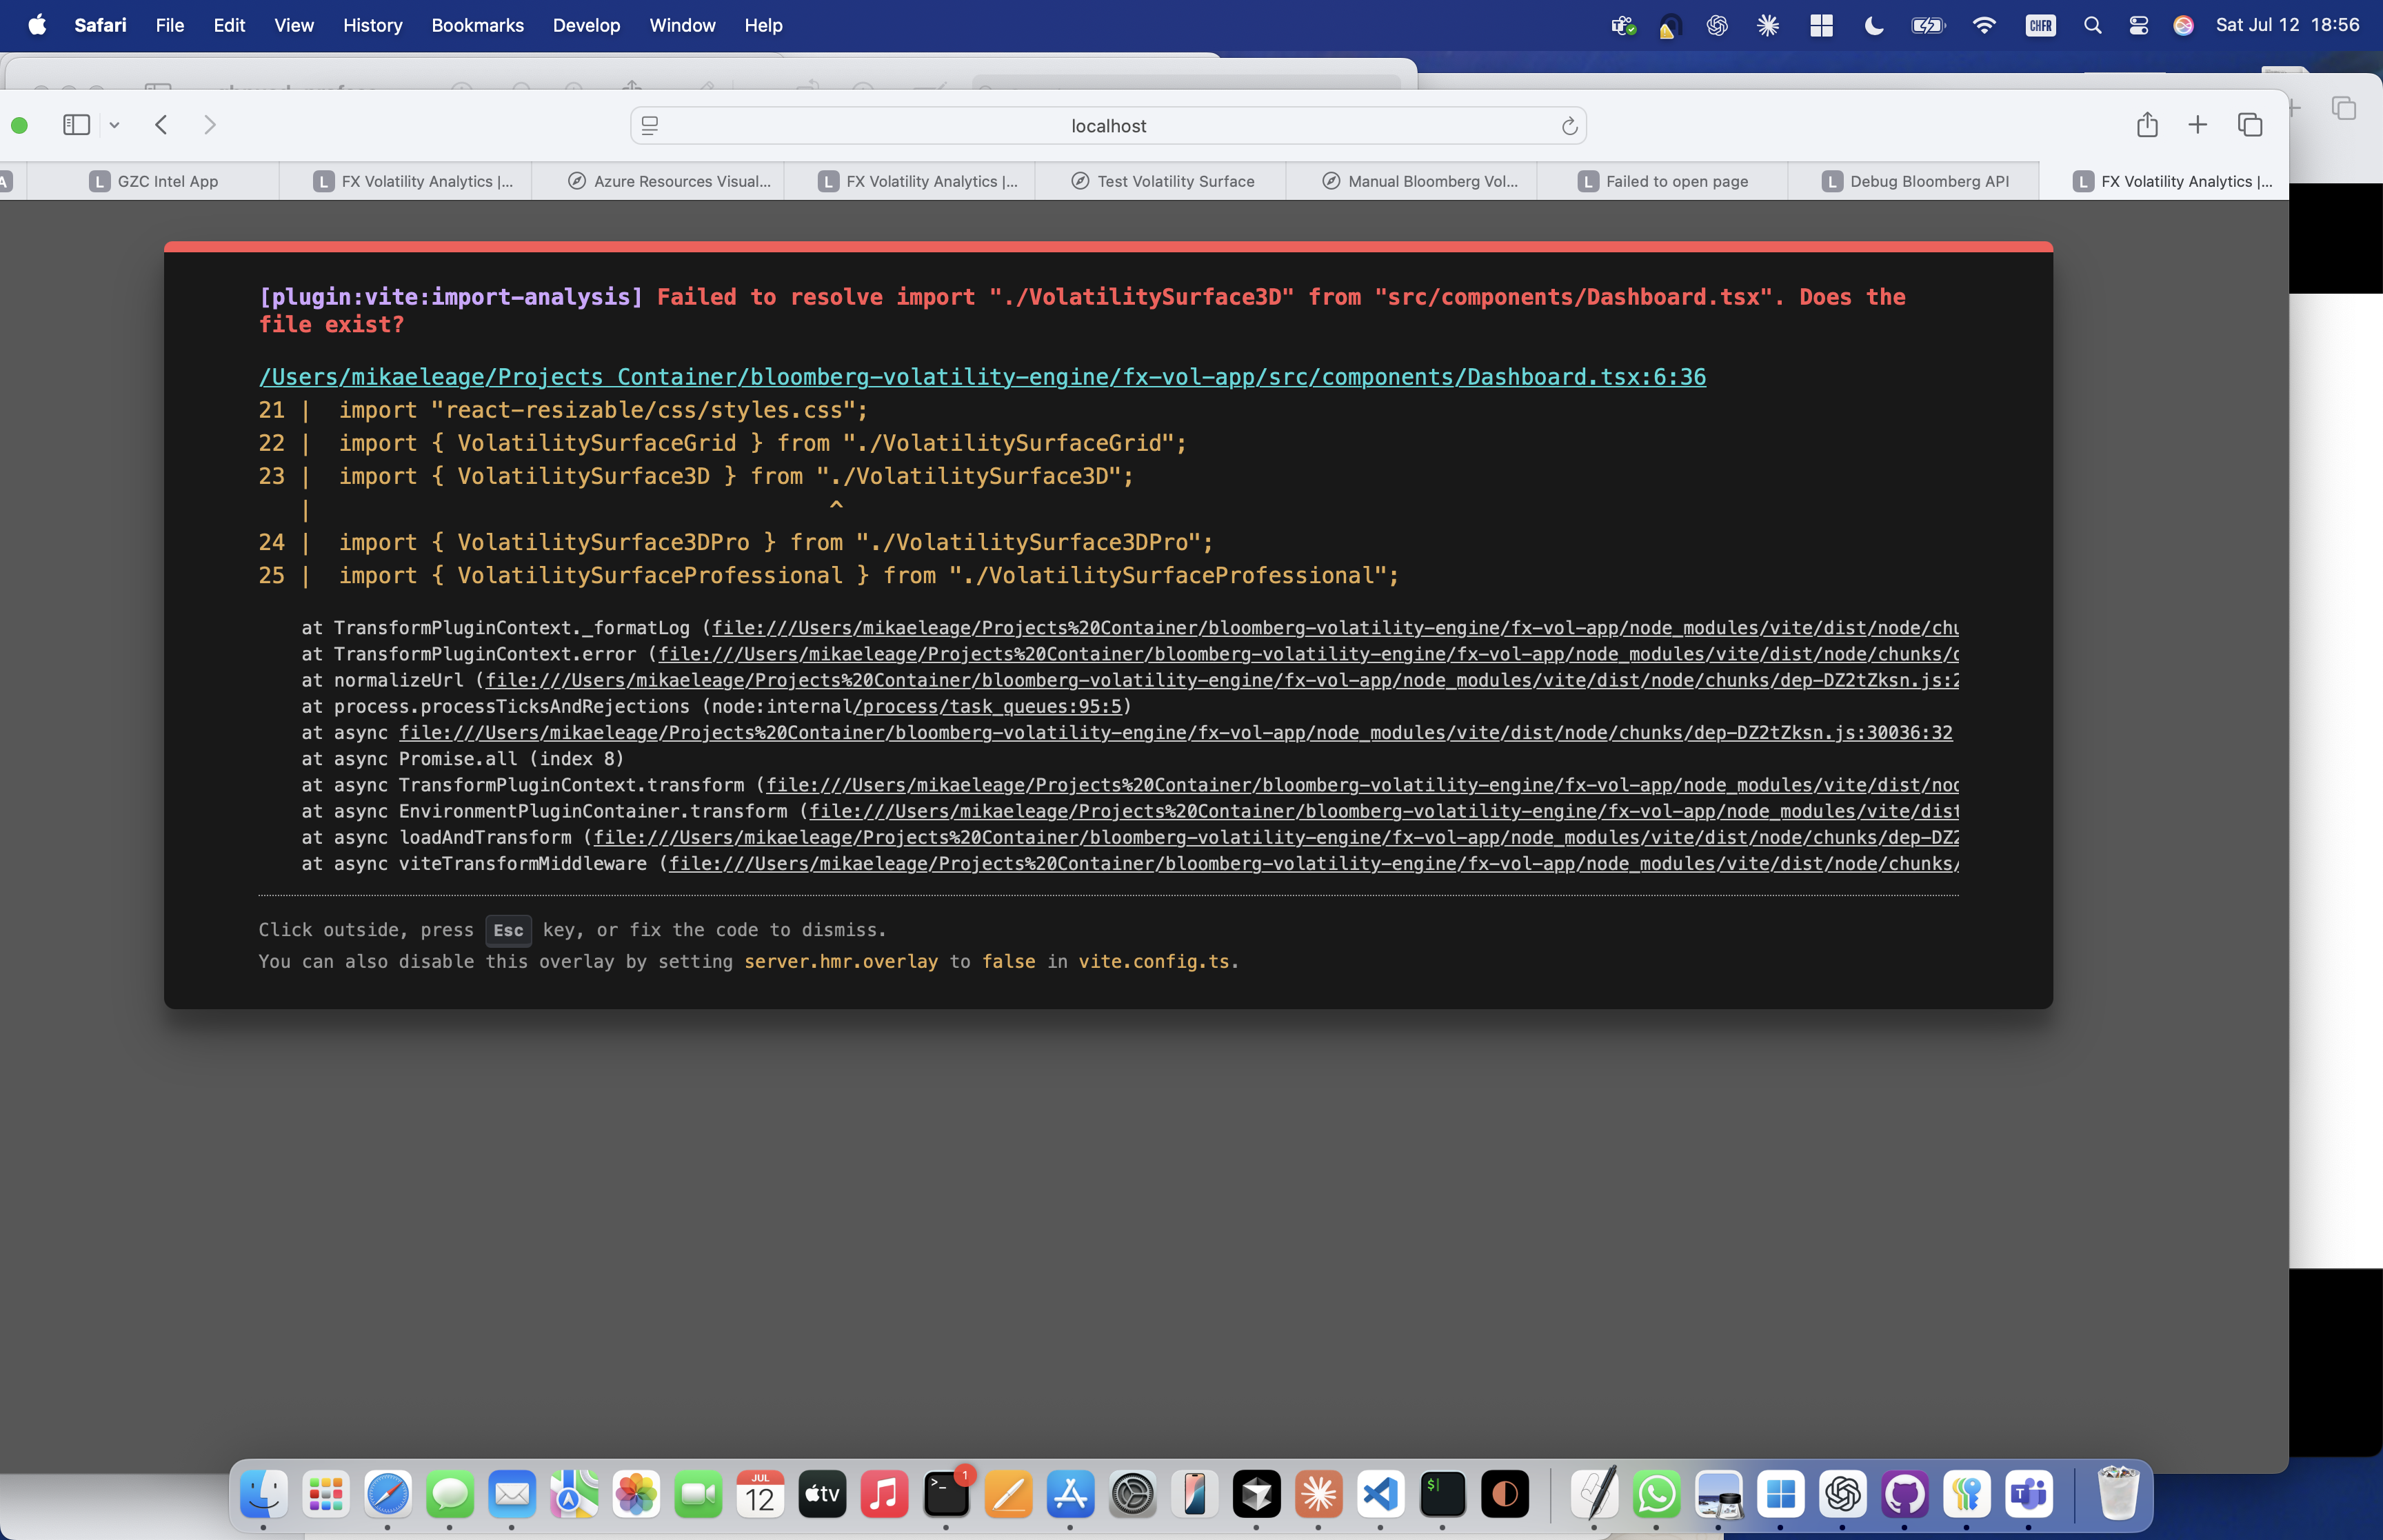 Safari File Edit View History Bookmarks Develop Window Help
CHFR
Sat Jul 12 18:56
localhost
A
L GZC Intel App
L FX Volatility Analytics |...
Azure Resources Visual...
L FX Volatility Analytics |...
Test Volatility Surface
Manual Bloomberg Vol...
L Failed to open page
L Debug Bloomberg API
L FX Volatility Analytics |...
[plugin:vite:import-analysis] Failed to resolve import "./VolatilitySurface3D" from "src/components/Dashboard.tsx". Does the
file exist?
/Users/mikaeleage/Projects Container/bloomberg-volatility-engine/fx-vol-app/src/components/Dashboard.tsx:6:36
21 | import "react-resizable/css/styles.css";
22 | import { VolatilitySurfaceGrid } from "./VolatilitySurfaceGrid";
23 | import { VolatilitySurface3D } from "./VolatilitySurface3D";
| ^
24 | import { VolatilitySurface3DPro } from "./VolatilitySurface3DPro";
25 | import { VolatilitySurfaceProfessional } from "./VolatilitySurfaceProfessional";
at TransformPluginContext._formatLog (file:///Users/mikaeleage/Projects%20Container/bloomberg-volatility-engine/fx-vol-app/node_modules/vite/dist/node/chu
at TransformPluginContext.error (file:///Users/mikaeleage/Projects%20Container/bloomberg-volatility-engine/fx-vol-app/node_modules/vite/dist/node/chunks/d
at normalizeUrl (file:///Users/mikaeleage/Projects%20Container/bloomberg-volatility-engine/fx-vol-app/node_modules/vite/dist/node/chunks/dep-DZ2tZksn.js:2
at process.processTicksAndRejections (node:internal/process/task_queues:95:5)
at async file:///Users/mikaeleage/Projects%20Container/bloomberg-volatility-engine/fx-vol-app/node_modules/vite/dist/node/chunks/dep-DZ2tZksn.js:30036:32
at async Promise.all (index 8)
at async TransformPluginContext.transform (file:///Users/mikaeleage/Projects%20Container/bloomberg-volatility-engine/fx-vol-app/node_modules/vite/dist/nod
at async EnvironmentPluginContainer.transform (file:///Users/mikaeleage/Projects%20Container/bloomberg-volatility-engine/fx-vol-app/node_modules/vite/dist
at async loadAndTransform (file:///Users/mikaeleage/Projects%20Container/bloomberg-volatility-engine/fx-vol-app/node_modules/vite/dist/node/chunks/dep-DZ2
at async viteTransformMiddleware (file:///Users/mikaeleage/Projects%20Container/bloomberg-volatility-engine/fx-vol-app/node_modules/vite/dist/node/chunks/
Click outside, press Esc key, or fix the code to dismiss.
You can also disable this overlay by setting server.hmr.overlay to false in vite.config.ts.
JUL
12
tv
>_
1
$
T